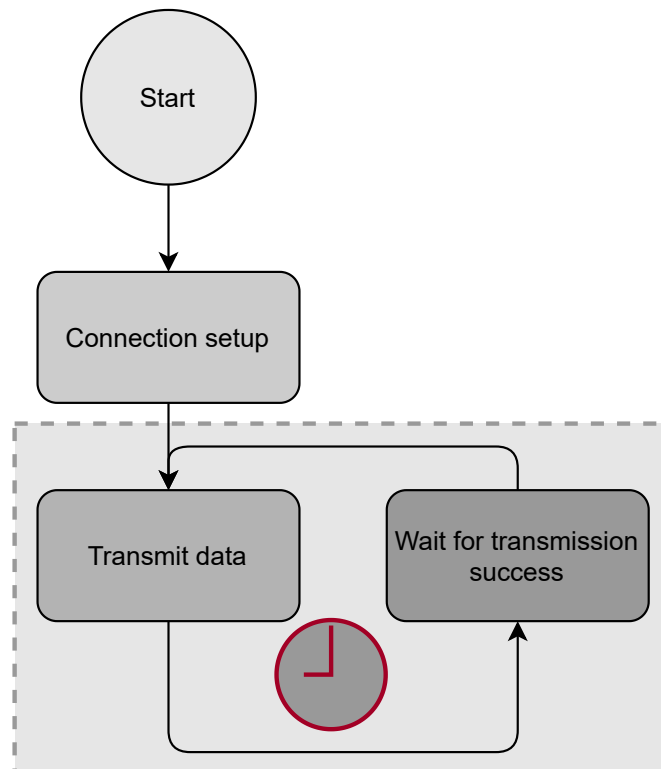 Start
Connection setup
Transmit data
Wait for transmission
success